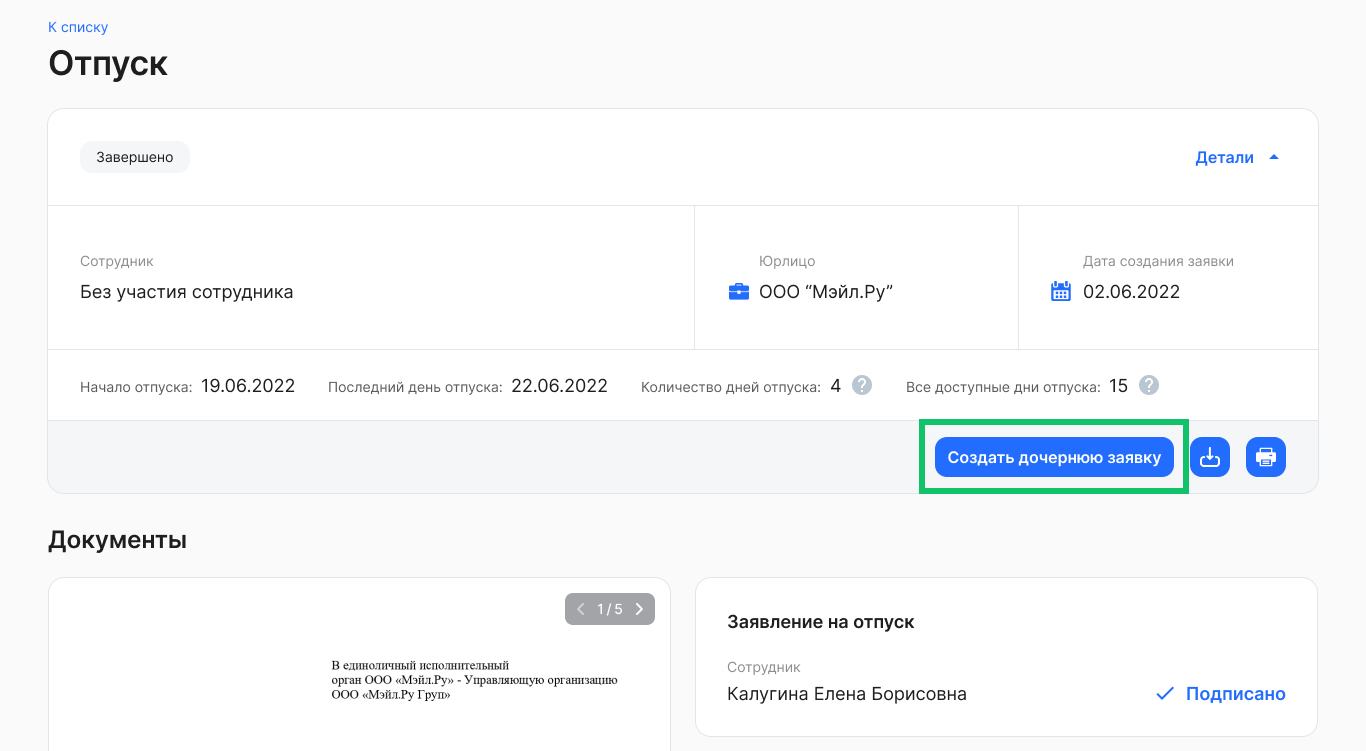 К списку
Отпуск
Завершено
Детали
Сотрудник
Без участия сотрудника
Юрлицо
ООО “Мэйл.Ру”
Дата создания заявки
02.06.2022
Начало отпуска: 19.06.2022 Последний день отпуска: 22.06.2022 Количество дней отпуска: 4 ? Все доступные дни отпуска: 15 ?
Создать дочернюю заявку
Документы
1 / 5
В единоличный исполнительный
орган ООО «Мэйл.Ру» - Управляющую организацию
ООО «Мэйл.Ру Груп»
Заявление на отпуск
Сотрудник
Калугина Елена Борисовна
Подписано